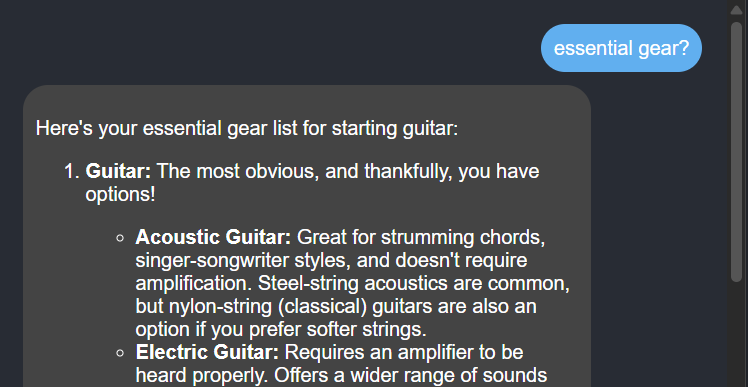 essential gear?
Here's your essential gear list for starting guitar:
1. Guitar: The most obvious, and thankfully, you have
options!
◦ Acoustic Guitar: Great for strumming chords,
singer-songwriter styles, and doesn't require
amplification. Steel-string acoustics are common,
but nylon-string (classical) guitars are also an
option if you prefer softer strings.
◦ Electric Guitar: Requires an amplifier to be
heard properly. Offers a wider range of sounds